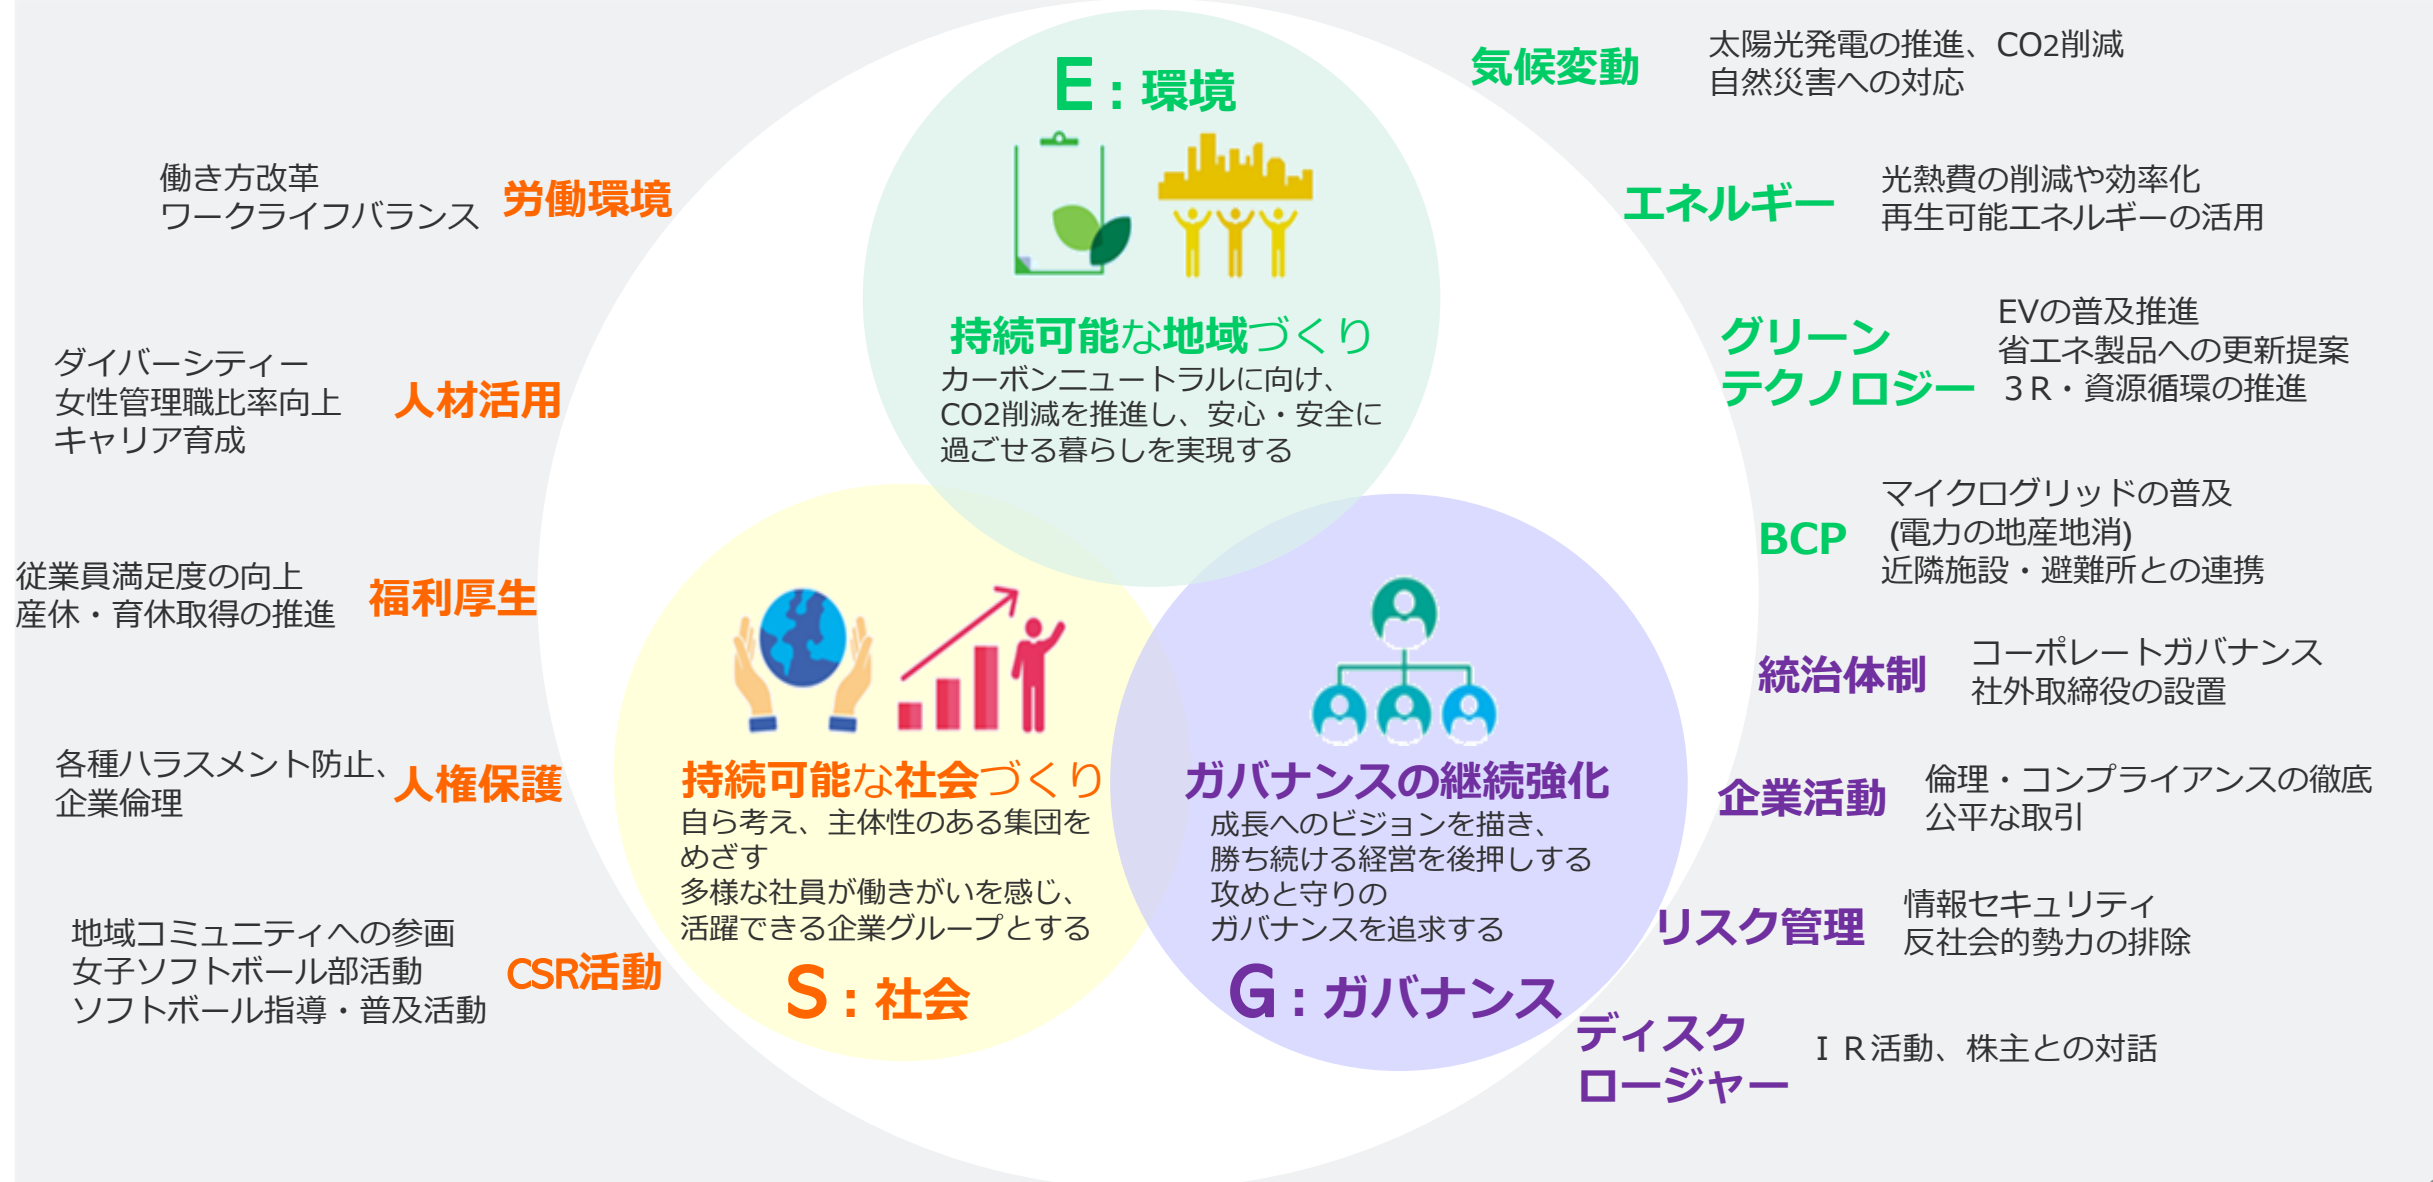 E：環境
持続可能な地域づくり
カーボンニュートラルに向け、
CO2削減を推進し、安心・安全に
過ごせる暮らしを実現する
気候変動
太陽光発電の推進、CO2削減
自然災害への対応
エネルギー
光熱費の削減や効率化
再生可能エネルギーの活用
グリーン
テクノロジー
EVの普及推進
省エネ製品への更新提案
３R・資源循環の推進
BCP
マイクログリッドの普及
(電力の地産地消)
近隣施設・避難所との連携
働き方改革
ワークライフバランス
労働環境
ダイバーシティー
女性管理職比率向上
キャリア育成
人材活用
従業員満足度の向上
産休・育休取得の推進
福利厚生
各種ハラスメント防止、
企業倫理
人権保護
地域コミュニティへの参画
女子ソフトボール部活動
ソフトボール指導・普及活動
CSR活動
持続可能な社会づくり
自ら考え、主体性のある集団を
めざす
多様な社員が働きがいを感じ、
活躍できる企業グループとする
S：社会
ガバナンスの継続強化
成長へのビジョンを描き、
勝ち続ける経営を後押しする
攻めと守りの
ガバナンスを追求する
G：ガバナンス
統治体制
コーポレートガバナンス
社外取締役の設置
企業活動
倫理・コンプライアンスの徹底
公平な取引
リスク管理
情報セキュリティ
反社会的勢力の排除
ディスク
ロージャー
ＩＲ活動、株主との対話